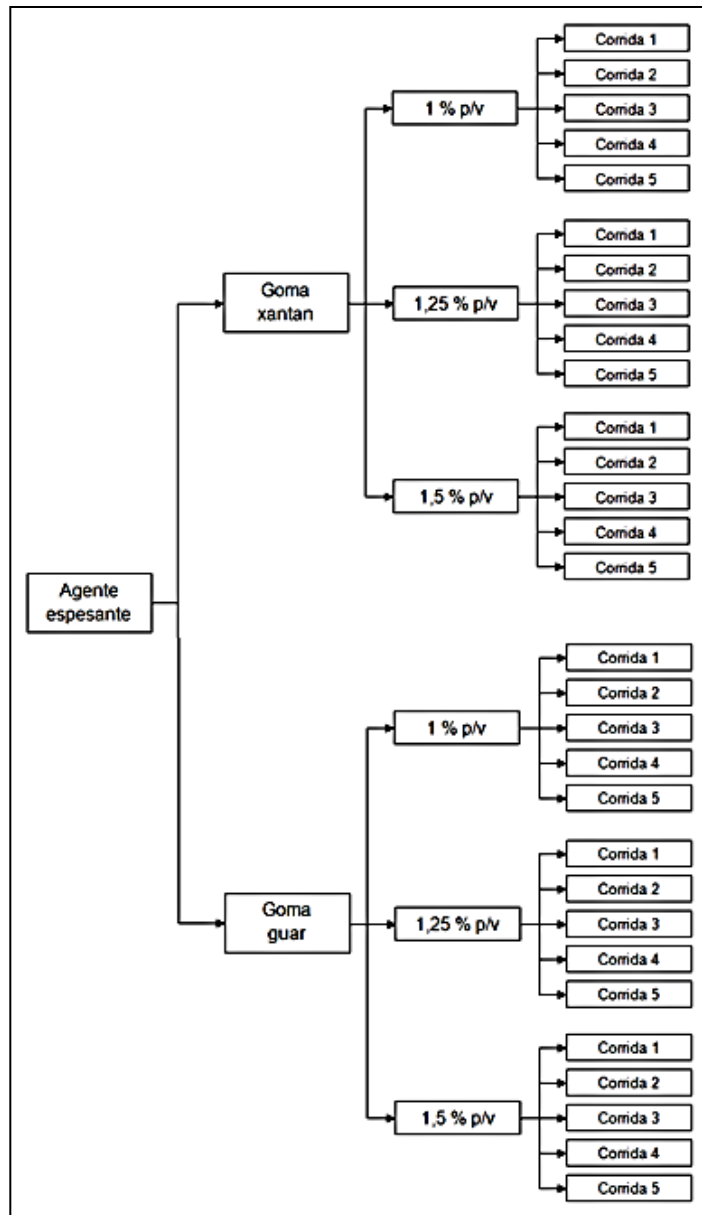 Corrida 1
Corrida 2
1 % p/v
Corrida 3
Corrida 4
Corrida 5
Corrida 1
Corrida 2
Goma
xantan
1,25 % p/v
Corrida 3
Corrida 4
Corrida 5
Corrida 1
Corrida 2
1,5 % p/v
Corrida 3
Corrida 4
Corrida 5
Agente
espesante
Corrida 1
Corrida 2
1 % p/v
Corrida 3
Corrida 4
Corrida 5
Corrida 1
Corrida 2
Goma
guar
1,25 % p/v
Corrida 3
Corrida 4
Corrida 5
Corrida 1
Corrida 2
1,5 % p/v
Corrida 3
Corrida 4
Corrida 5